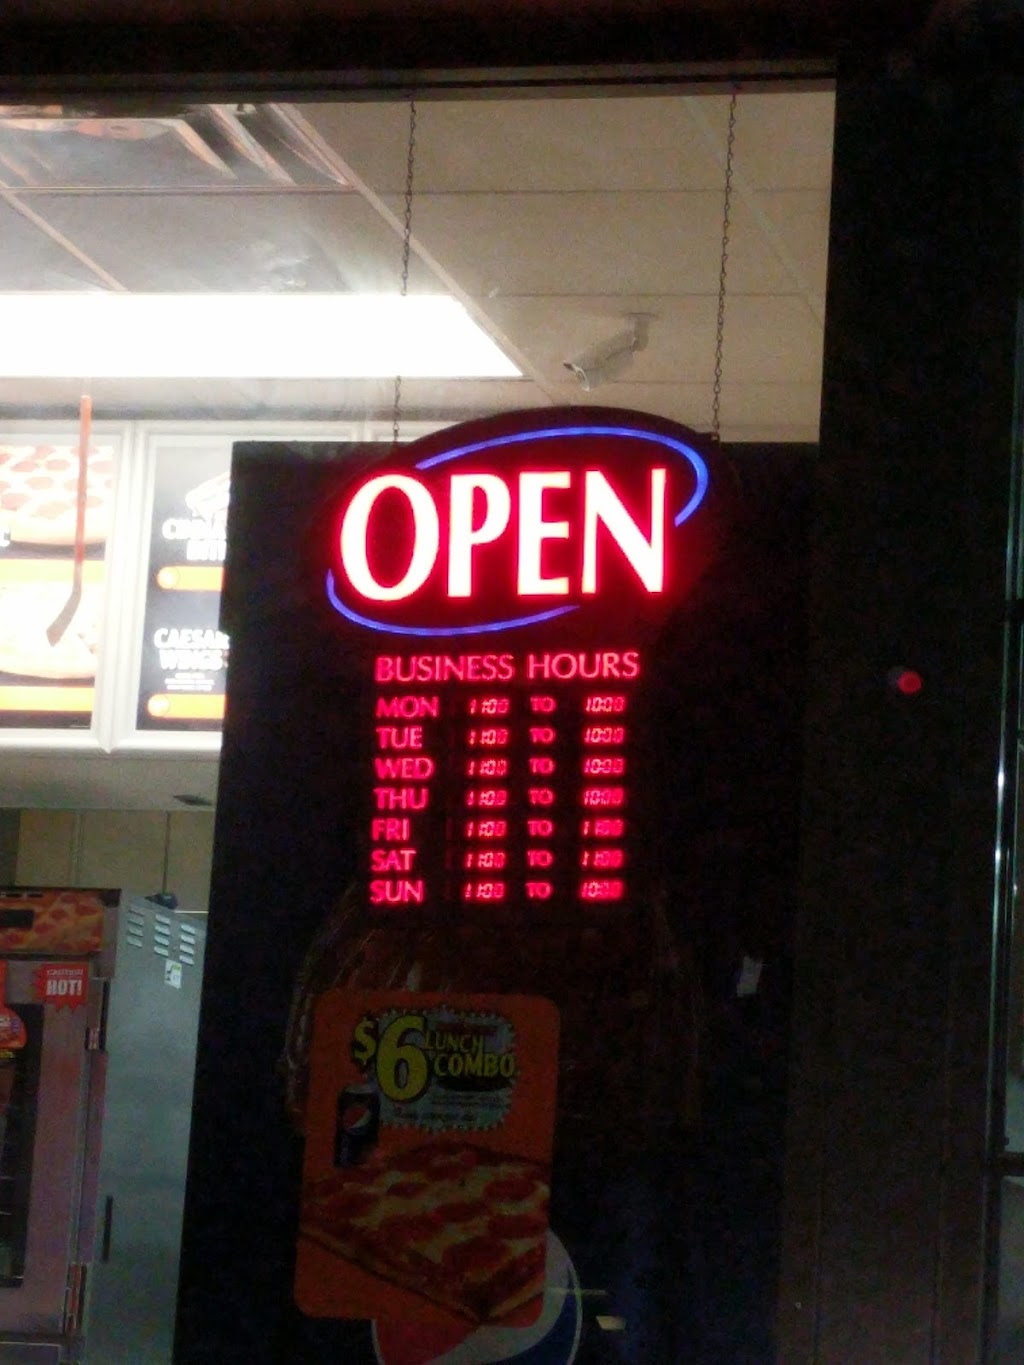 OPEN
BUSINESS HOURS
MON 11:00 TO 10:00
TUE 11:00 TO 10:00
WED 11:00 TO 10:00
THU 11:00 TO 10:00
FRI 11:00 TO 11:00
SAT 11:00 TO 11:00
SUN 11:00 TO 10:00
CAESAR
WINGS
CAUTION
HOT!
$6 LUNCH
COMBO